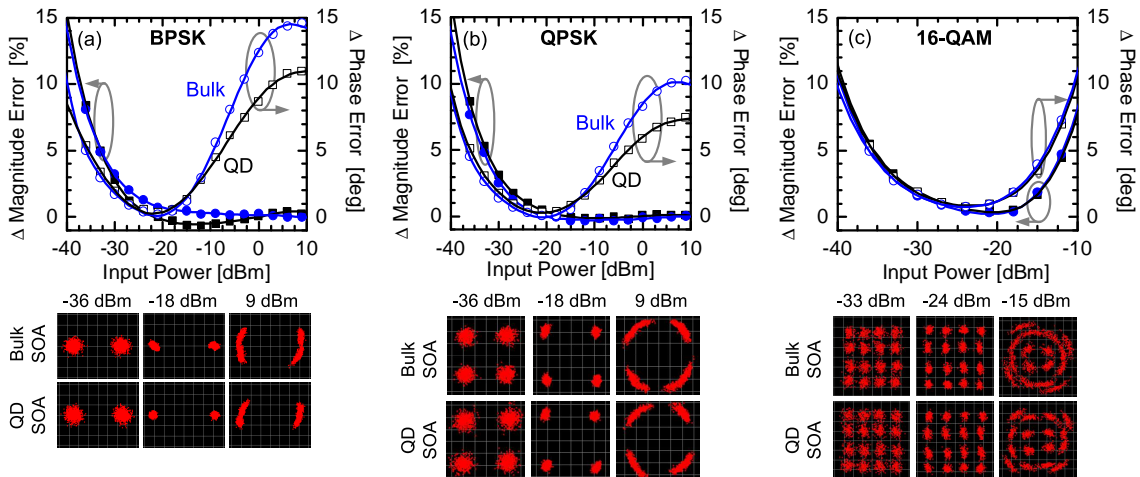 (a) BPSK
Δ Magnitude Error [%]
15
10
5
0
Bulk
QD
15
10
5
0
Δ Phase Error [deg]
-40 -30 -20 -10 0 10
Input Power [dBm]
(b) QPSK
Δ Magnitude Error [%]
15
10
5
0
Bulk
QD
15
10
5
0
Δ Phase Error [deg]
-40 -30 -20 -10 0 10
Input Power [dBm]
(c) 16-QAM
Δ Magnitude Error [%]
15
10
5
0
15
10
5
0
Δ Phase Error [deg]
-40 -30 -20 -10
Input Power [dBm]
-36 dBm -18 dBm 9 dBm
Bulk
SOA
QD
SOA
-36 dBm -18 dBm 9 dBm
Bulk
SOA
QD
SOA
-33 dBm -24 dBm -15 dBm
Bulk
SOA
QD
SOA